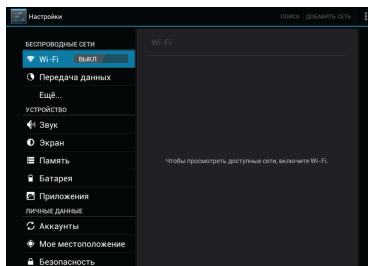 Настройки
ПОИСК
ДОБАВИТЬ СЕТЬ
БЕСПРОВОДНЫЕ СЕТИ
Wi-Fi
ВЫКЛ
Передача данных
Ещё...
УСТРОЙСТВО
Звук
Экран
Память
Батарея
Приложения
ЛИЧНЫЕ ДАННЫЕ
Аккаунты
Мое местоположение
Безопасность
Wi-Fi
Чтобы просмотреть доступные сети, включите Wi-Fi.